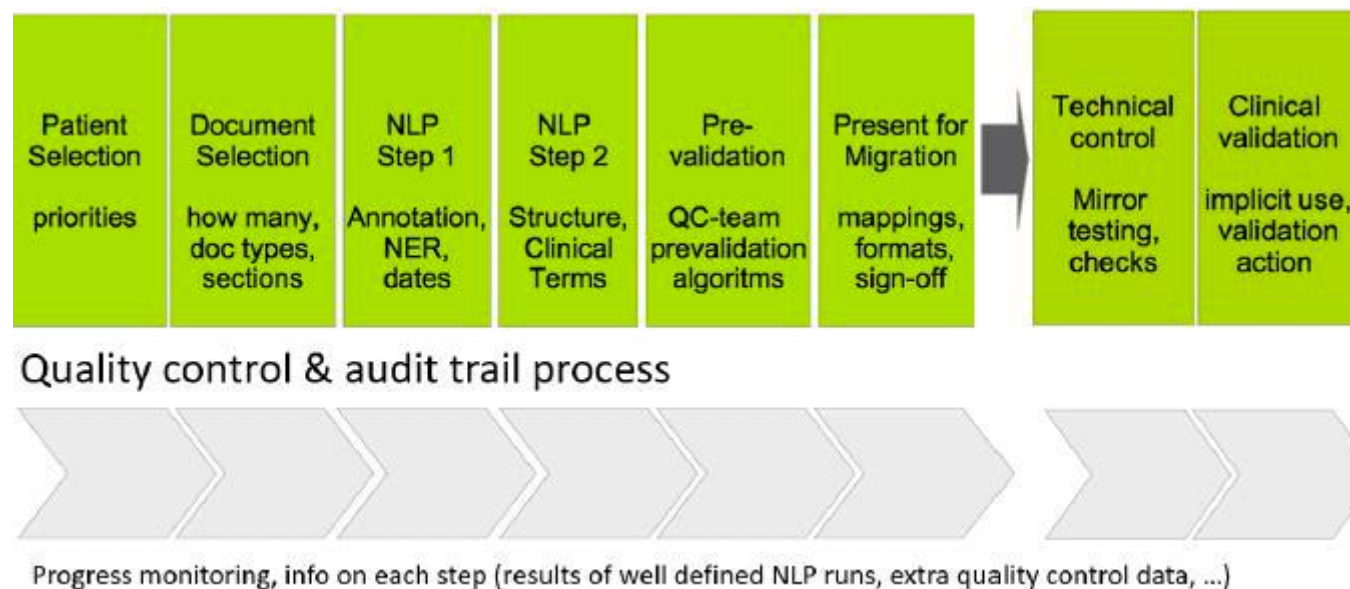 Patient
Selection
priorities
Document
Selection
how many,
doc types,
sections
NLP
Step 1
Annotation,
NER,
dates
NLP
Step 2
Structure,
Clinical
Terms
Pre-
validation
QC-team
prevalidation
algoritms
Present for
Migration
mappings,
formats,
sign-off
Technical
control
Mirror
testing,
checks
Clinical
validation
implicit use,
validation
action
Quality control & audit trail process
Progress monitoring, info on each step (results of well defined NLP runs, extra quality control data, ...)